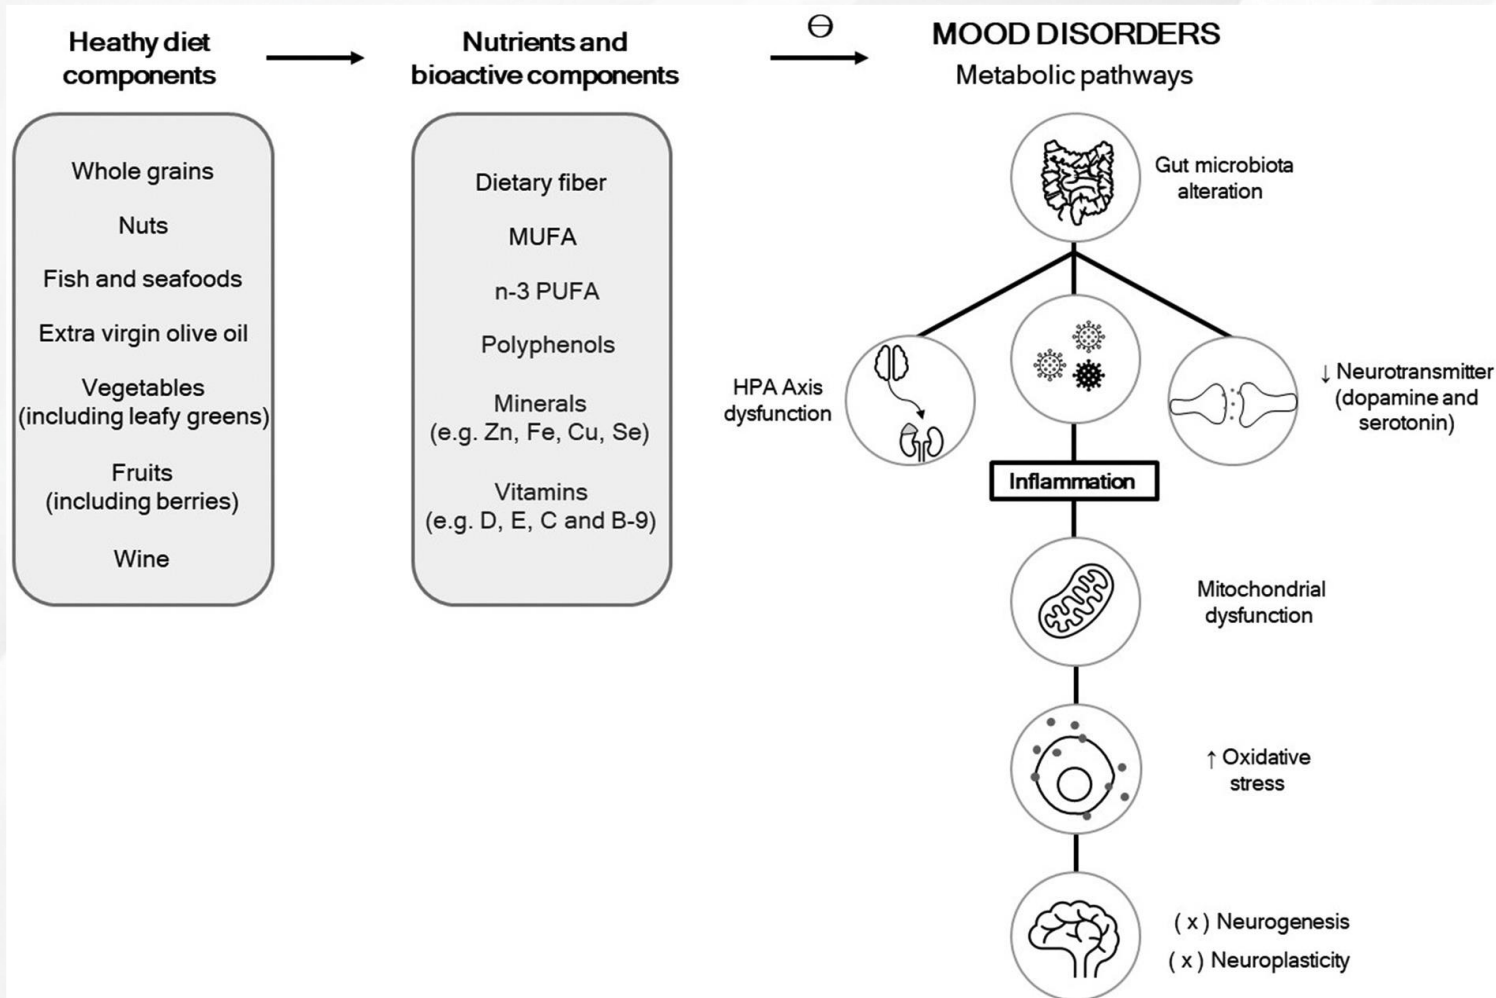 Heathy diet
components
Nutrients and
bioactive components
Ɵ
MOOD DISORDERS
Metabolic pathways
Whole grains
Nuts
Fish and seafoods
Extra virgin olive oil
Vegetables
(including leafy greens)
Fruits
(including berries)
Wine
Dietary fiber
MUFA
n-3 PUFA
Polyphenols
Minerals
(e.g. Zn, Fe, Cu, Se)
Vitamins
(e.g. D, E, C and B-9)
Gut microbiota
alteration
HPA Axis
dysfunction
↓ Neurotransmitter
(dopamine and
serotonin)
Inflammation
Mitochondrial
dysfunction
↑ Oxidative
stress
( x ) Neurogenesis
( x ) Neuroplasticity